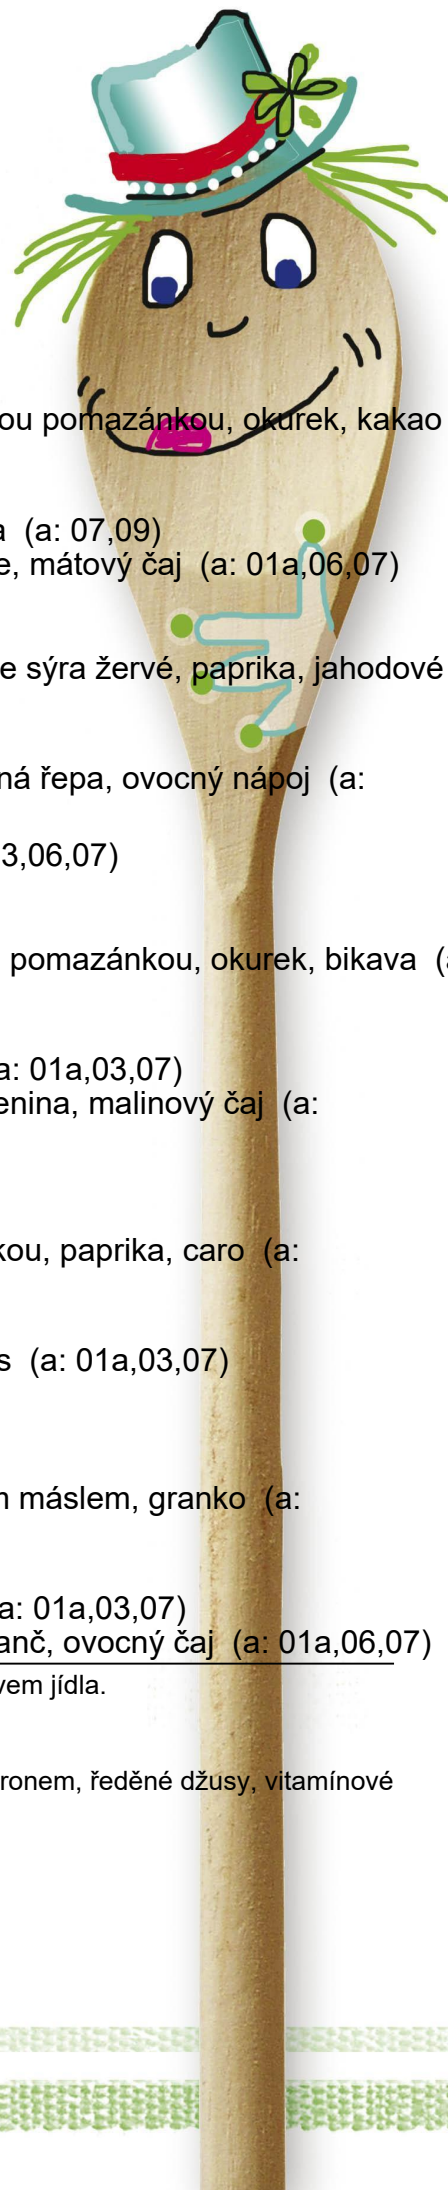 ou pomazánkou, okurek, kakao
a (a: 07,09)
e, mátový čaj (a: 01a,06,07)
e sýra žervé, paprika, jahodové
ná řepa, ovocný nápoj (a:
3,06,07)
pomazánkou, okurek, bikava (a
a: 01a,03,07)
enina, malinový čaj (a:
kou, paprika, caro (a:
s (a: 01a,03,07)
m máslem, granko (a:
a: 01a,03,07)
anč, ovocný čaj (a: 01a,06,07)
vem jídla.
ronem, ředěné džusy, vitamínové